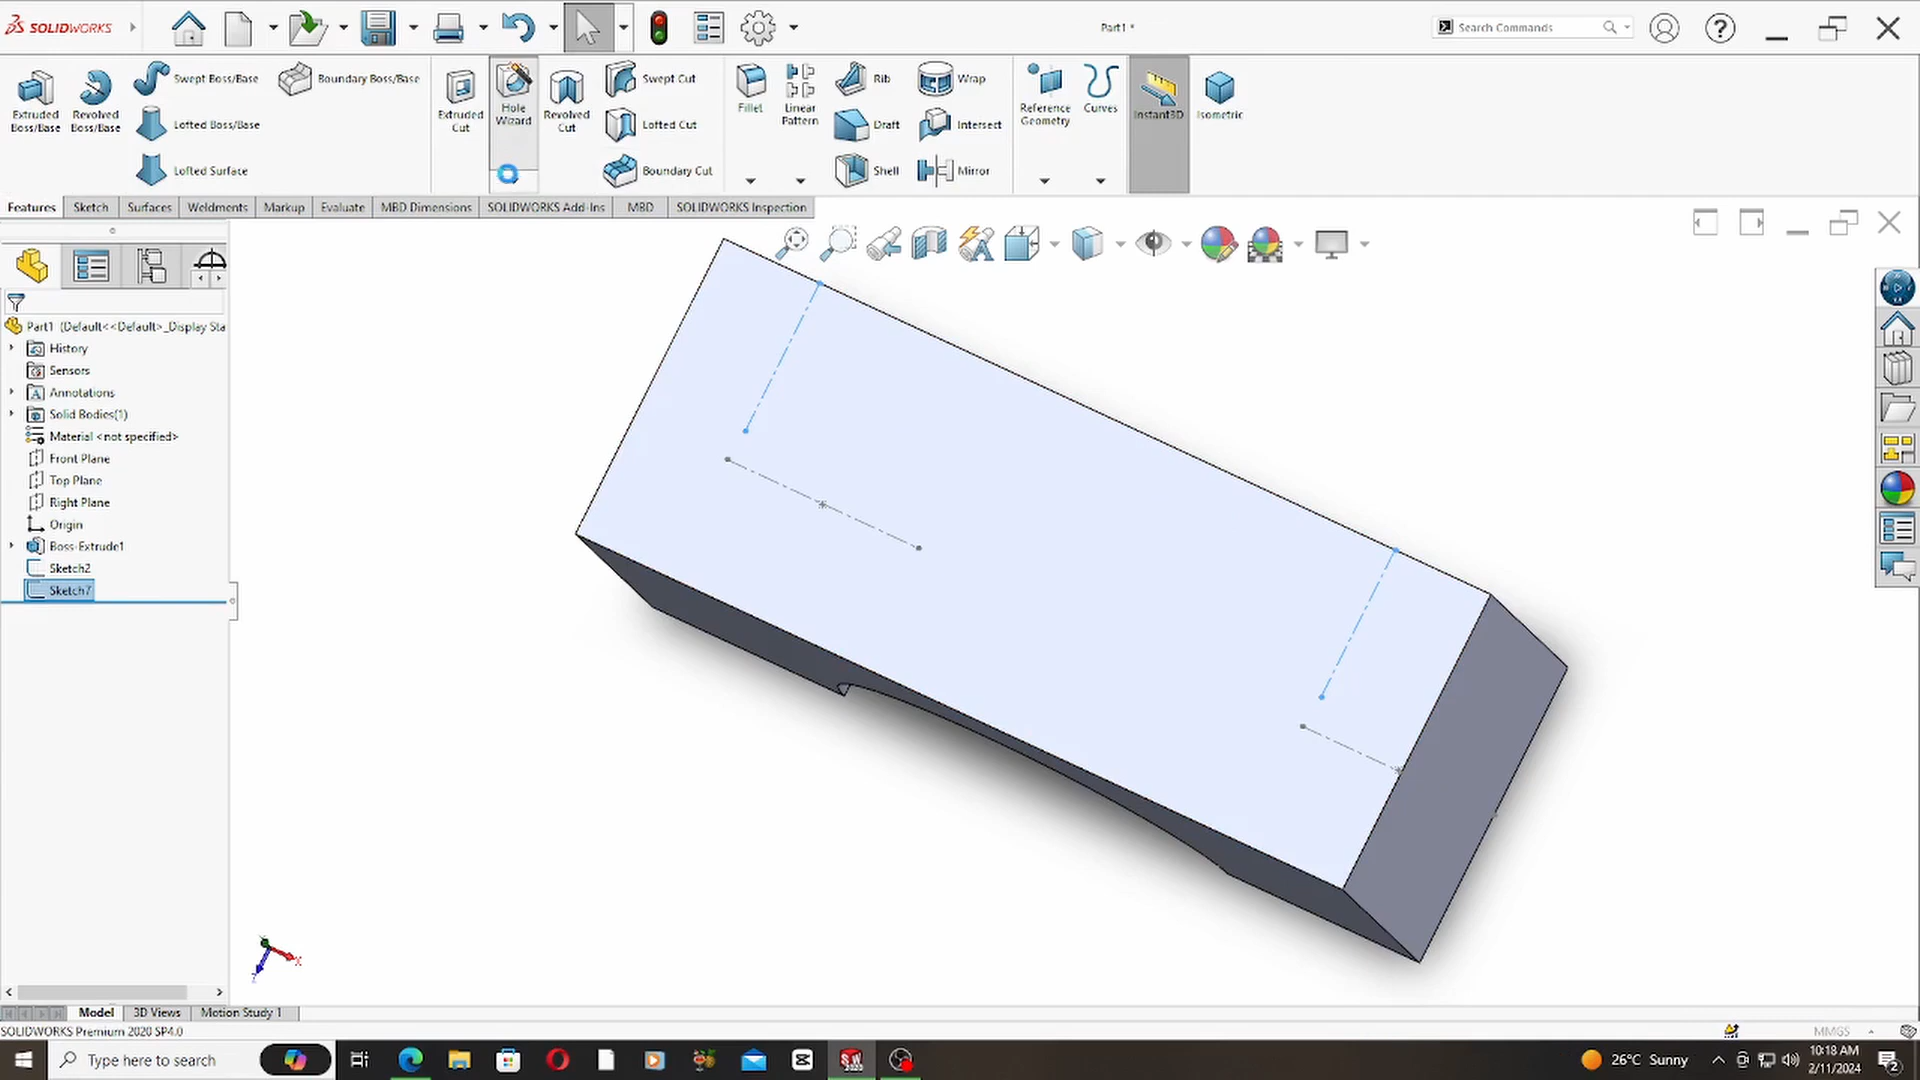 SOLIDWORKS
Part1 *
Search Commands
Extruded Boss/Base
Revolved Boss/Base
Swept Boss/Base
Lofted Boss/Base
Lofted Surface
Boundary Boss/Base
Extruded Cut
Hole Wizard
Revolved Cut
Swept Cut
Lofted Cut
Boundary Cut
Fillet
Linear Pattern
Rib
Draft
Shell
Wrap
Intersect
Mirror
Reference Geometry
Curves
Instant3D
Isometric
Features
Sketch
Surfaces
Weldments
Markup
Evaluate
MBD Dimensions
SOLIDWORKS Add-Ins
MBD
SOLIDWORKS Inspection
Part1 (Default<<Default>_Display Sta
History
Sensors
Annotations
Solid Bodies(1)
Material <not specified>
Front Plane
Top Plane
Right Plane
Origin
Boss-Extrude1
Sketch2
Sketch7
X
Z
Model
3D Views
Motion Study 1
SOLIDWORKS Premium 2020 SP4.0
MMGS
Type here to search
26°C Sunny
10:18 AM
2/11/2024
2